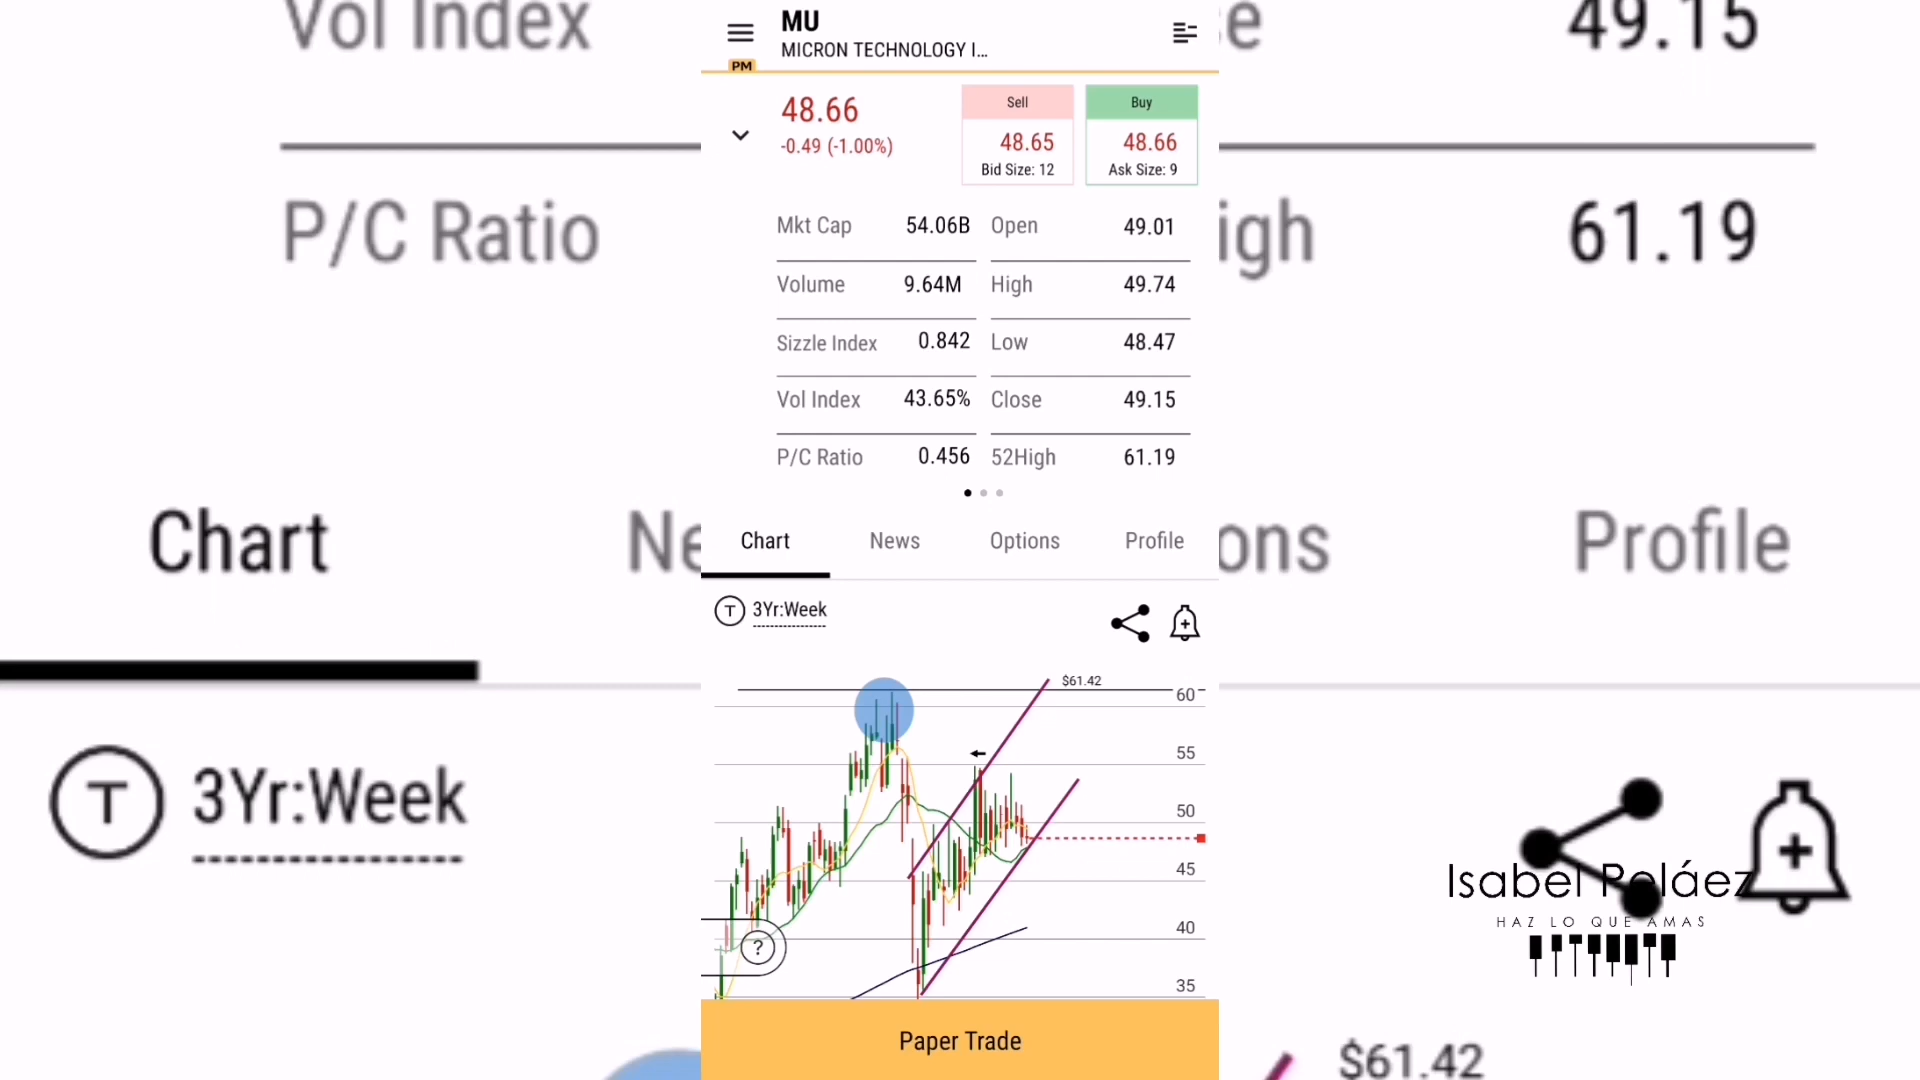 MU
MICRON TECHNOLOGY I...
PM
48.66
-0.49 (-1.00%)
Sell
48.65
Bid Size: 12
Buy
48.66
Ask Size: 9
Mkt Cap 54.06B Open 49.01
Volume 9.64M High 49.74
Sizzle Index 0.842 Low 48.47
Vol Index 43.65% Close 49.15
P/C Ratio 0.456 52High 61.19
Chart News Options Profile
T 3Yr:Week
$61.42
60
55
50
45
40
35
?
Paper Trade
Vol Index 49.15
P/C Ratio igh 61.19
Chart Ne ons Profile
T 3Yr:Week
Isabel Peláez
HAZ LO QUE AMAS
$61.42